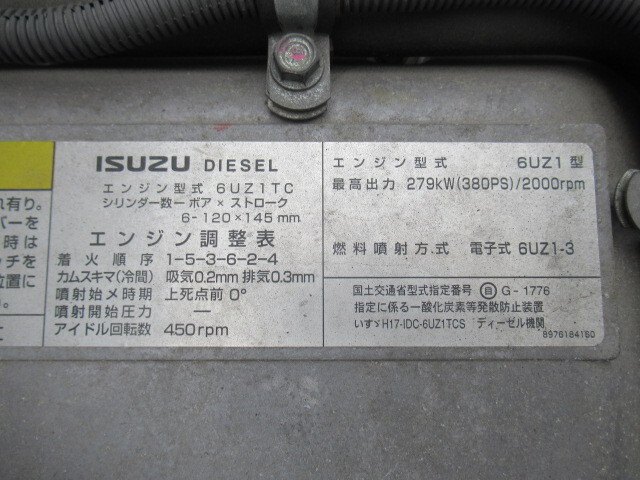 れ有り。
バーを
時は
ッチを
位置に
す。
ISUZU DIESEL
エンジン型式 6UZ1TC
シリンダー数ー ボア × ストローク
6-120×145mm
エンジン調整表
着火順序 1-5-3-6-2-4
カムスキマ(冷間) 吸気0.2mm 排気0.3mm
噴射始メ時期 上死点前 0°
噴射開始圧力 ―
アイドル回転数 450rpm
エンジン型式 6UZ1型
最高出力 279kW(380PS)/2000rpm
燃料噴射方式 電子式 6UZ1-3
国土交通省型式指定番号 自 G-1776
指定に係る一酸化炭素等発散防止装置
いすゞH17-IDC-6UZ1TCS ディーゼル機関
8976184160